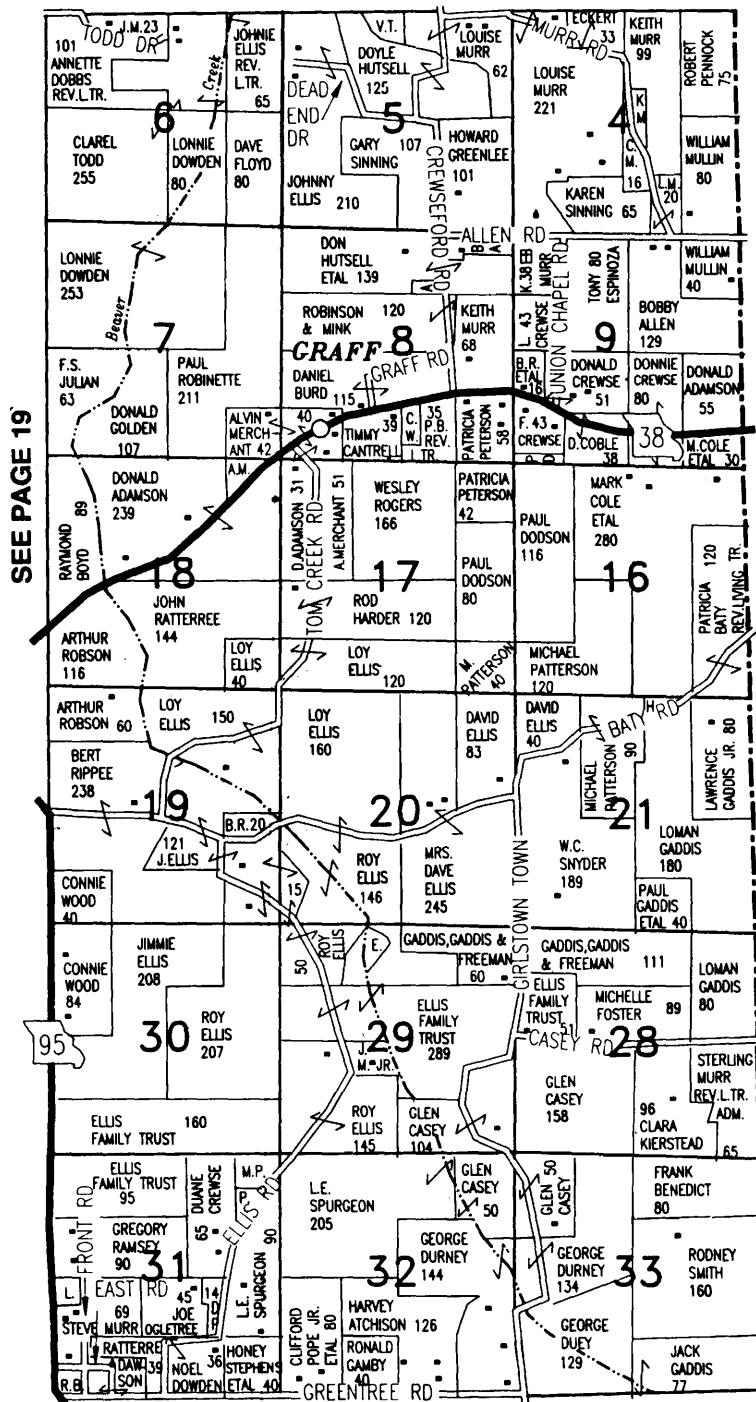 SEE PAGE 19
TODD DR
J.M.23
101
ANNETTE
DOBBS
REV.L.TR.
Creek
JOHNIE
ELLIS
REV.
L.TR.
65
6
CLAREL
TODD
255
LONNIE
DOWDEN
80
DAVE
FLOYD
80
V.T.
DOYLE
HUTSELL
125
LOUISE
MURR
62
DEAD
END
DR
5
GARY
SINNING
107
HOWARD
GREENLEE
101
JOHNNY
ELLIS 210
CREWSEFORD RD
MURR RD
ECKERT
33
KEITH
MURR
99
ROBERT
PENNOCK
75
LOUISE
MURR
221
4
K
M
C.
M.
16
L.M.
20
WILLIAM
MULLIN
80
KAREN
SINNING 65
ALLEN RD
LONNIE
DOWDEN
253
Beaver
7
F.S.
JULIAN
63
PAUL
ROBINETTE
211
DONALD
GOLDEN
107
DON
HUTSELL
ETAL 139
B
A
V
ROBINSON
& MINK
120
GRAFF
8
GRAFF RD
DANIEL
BURD
115
KEITH
MURR
68
K.38 EB
MURR
L. 43
CREWSE
UNION CHAPEL RD
TONY 80
ESPINOZA
9
WILLIAM
MULLIN
40
BOBBY
ALLEN
129
B.R.
ETAL
16
DONALD
CREWSE
51
DONNIE
CREWSE
80
DONALD
ADAMSON
55
38
ALVIN
MERCH
ANT 42
40
39
TIMMY
CANTRELL
C.
W.
35
P.B.
REV.
TR.
PATRICIA
PETERSON
58
F. 43
CREWSE
P
D
D.COBLE
38
M.COLE
ETAL 30
A.M.
DONALD
ADAMSON
239
RAYMOND
BOYD
89
18
D.ADAMSON 31
TOM CREEK RD
A.MERCHANT 51
WESLEY
ROGERS
166
17
PATRICIA
PETERSON
42
PAUL
DODSON
80
PAUL
DODSON
116
MARK
COLE
ETAL
280
16
PATRICIA
BATY
REV.LIVING TR.
120
JOHN
RATTERREE
144
ROD
HARDER 120
ARTHUR
ROBSON
116
LOY
ELLIS
40
LOY
ELLIS
120
M.
PATTERSON
40
MICHAEL
PATTERSON
120
ARTHUR
ROBSON 60
LOY
ELLIS
150
LOY
ELLIS
160
DAVID
ELLIS
83
DAVID
ELLIS
40
H
BATY RD
BERT
RIPPEE
238
19
20
MICHAEL
PATTERSON
90
21
LAWRENCE
GADDIS JR. 80
B.R.20
121
J.ELLIS
CONNIE
WOOD
40
15
ROY
ELLIS
146
MRS.
DAVE
ELLIS
245
GIRLSTOWN TOWN
W.C.
SNYDER
189
LOMAN
GADDIS
180
PAUL
GADDIS
ETAL 40
CONNIE
WOOD
84
JIMMIE
ELLIS
208
50
ROY
ELLIS
E.
GADDIS,GADDIS &
FREEMAN
60
GADDIS,GADDIS
& FREEMAN 111
LOMAN
GADDIS
80
95
30
ROY
ELLIS
207
29
ELLIS
FAMILY
TRUST
289
ELLIS
FAMILY
TRUST
51
MICHELLE
FOSTER
89
CASEY RD
28
J.
M. JR.
STERLING
MURR
REV.L.TR.
ADM.
65
ELLIS 160
FAMILY TRUST
ROY
ELLIS
145
GLEN
CASEY
104
GLEN
CASEY
158
96
CLARA
KIERSTEAD
ELLIS
FAMILY TRUST
95
DUANE
CREWSE
65
M.P.
P.
ELLIS RD
L.E.
SPURGEON
205
GLEN
CASEY
50
GLEN 50
CASEY
FRANK
BENEDICT
80
FRONT RD
GREGORY
RAMSEY
90
31
L.E. 90
SPURGEON
32
GEORGE
DURNEY
144
GEORGE
DURNEY
134
33
RODNEY
SMITH
160
L.
EAST RD
69
STEVE MURR
45
JOE
OGLETREE
14
D
P
CLIFFORD
POPE JR.
ETAL 80
HARVEY
ATCHISON 126
GEORGE
DUEY
129
RATTERRE
R.B.
DAW
SON
39
NOEL
DOWDEN
36
HONEY
STEPHENS
ETAL 40
RONALD
GAMBY
40
JACK
GADDIS
77
GREENTREE RD